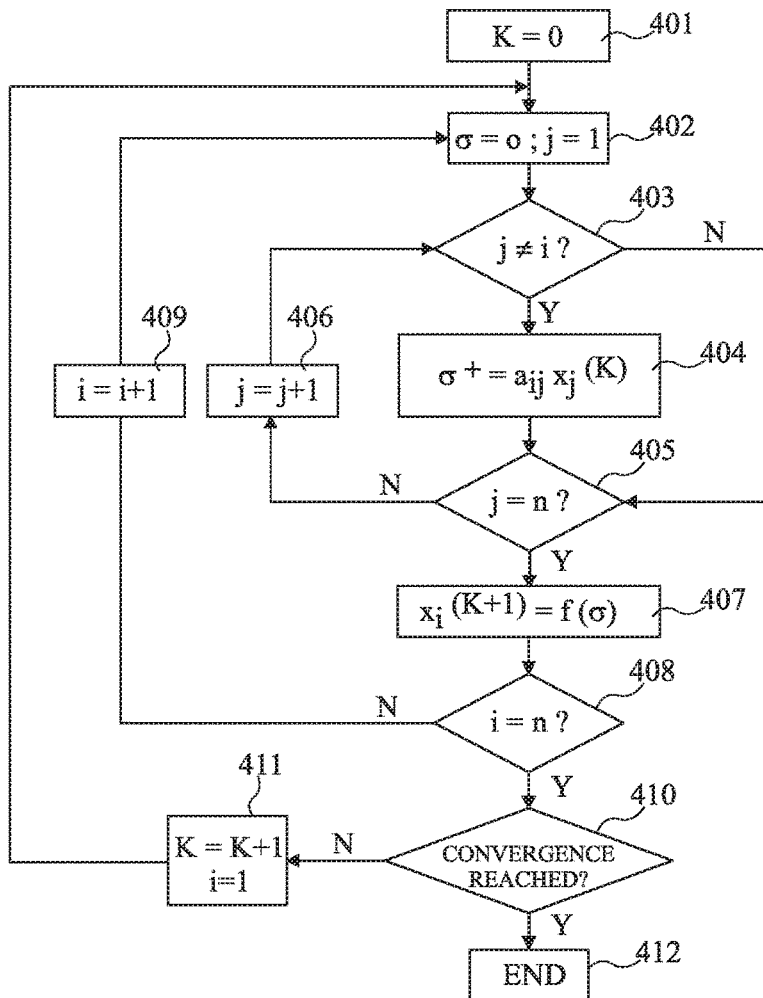 K = 0
401
σ = o ; j = 1
402
403
j ≠ i ?
N
Y
409
406
i = i+1
j = j+1
σ + = a_ij x_j ^(K)
404
405
N
j = n ?
Y
x_i ^(K+1) = f (σ)
407
408
N
i = n ?
Y
411
410
K = K+1
i=1
N
CONVERGENCE
REACHED?
Y
412
END